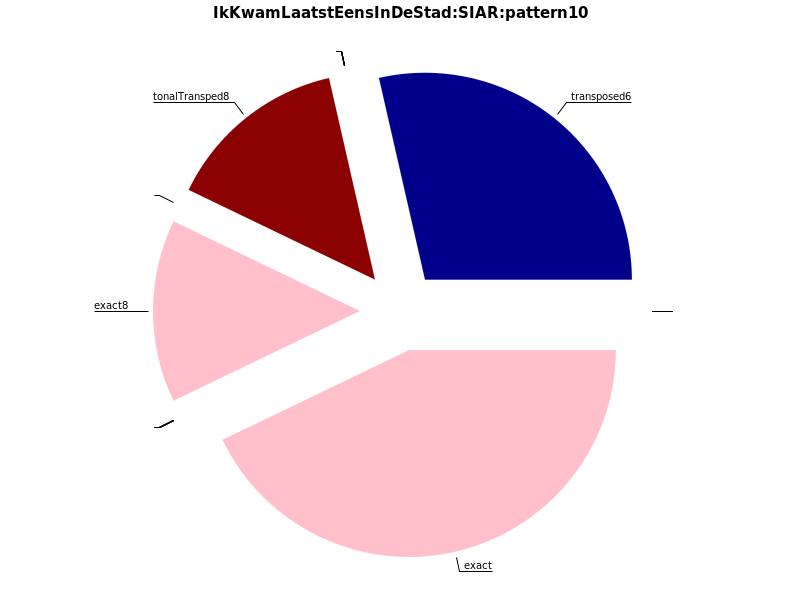 IkKwamLaatstEensInDeStad:SIAR:pattern10
tonalTransped8
transposed6
exact8
exact